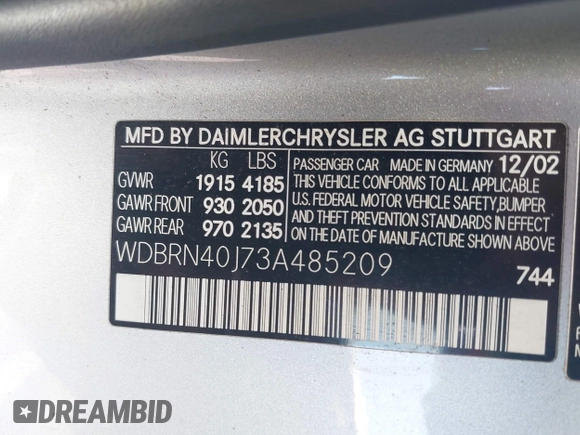 MFD BY DAIMLERCHRYSLER AG STUTTGART
KG LBS
GVWR 1915 4185
GAWR FRONT 930 2050
GAWR REAR 970 2135
PASSENGER CAR MADE IN GERMANY 12/02
THIS VEHICLE CONFORMS TO ALL APPLICABLE
U.S. FEDERAL MOTOR VEHICLE SAFETY,BUMPER
AND THEFT PREVENTION STANDARDS IN EFFECT
ON THE DATE OF MANUFACTURE SHOWN ABOVE.
WDBRN40J73A485209
744
DREAMBID